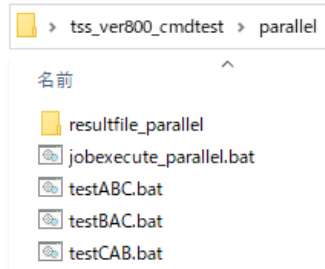 tss_ver800_cmdtest > parallel
名前
resultfile_parallel
jobexecute_parallel.bat
testABC.bat
testBAC.bat
testCAB.bat